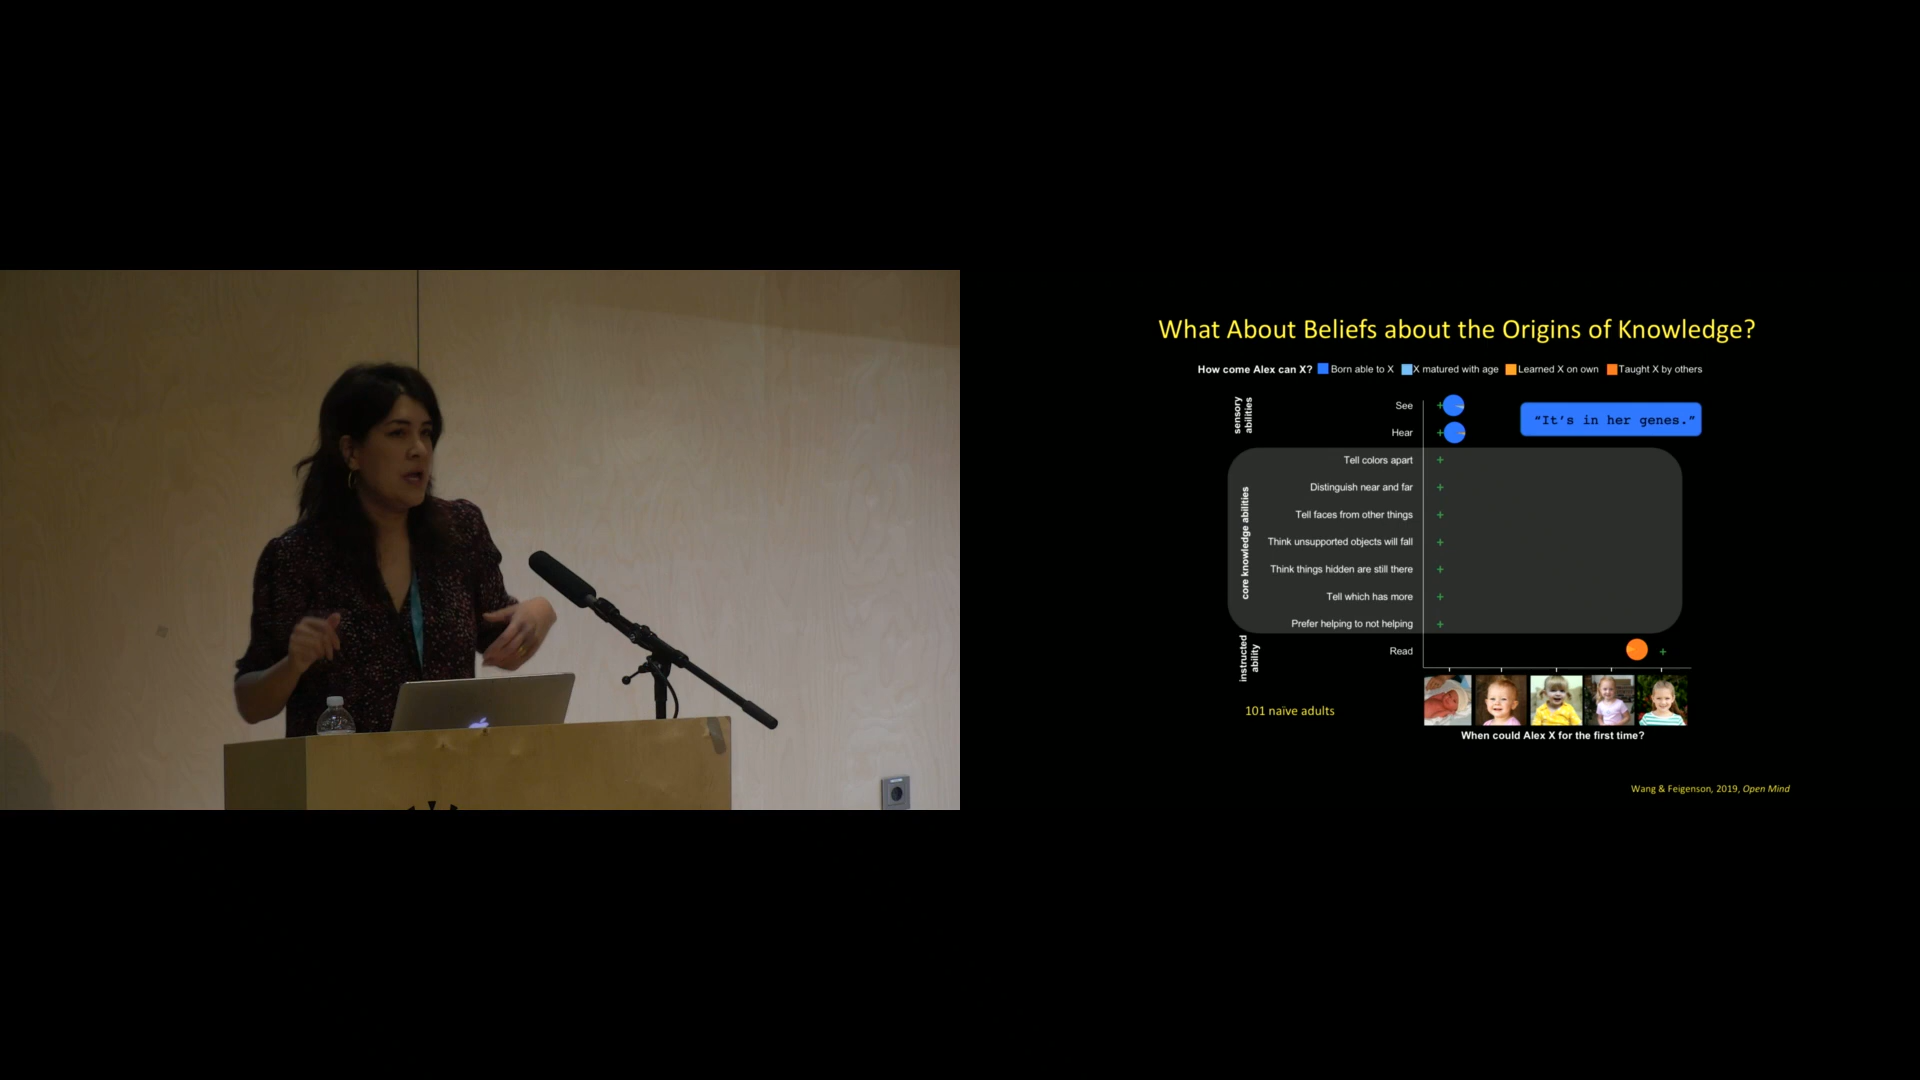 What About Beliefs about the Origins of Knowledge?
How come Alex can X? Born able to X X matured with age Learned X on own Taught X by others
sensory
abilities
See
Hear
"It's in her genes."
core knowledge abilities
Tell colors apart
Distinguish near and far
Tell faces from other things
Think unsupported objects will fall
Think things hidden are still there
Tell which has more
Prefer helping to not helping
instructed
ability
Read
101 naïve adults
When could Alex X for the first time?
Wang & Feigenson, 2019, Open Mind